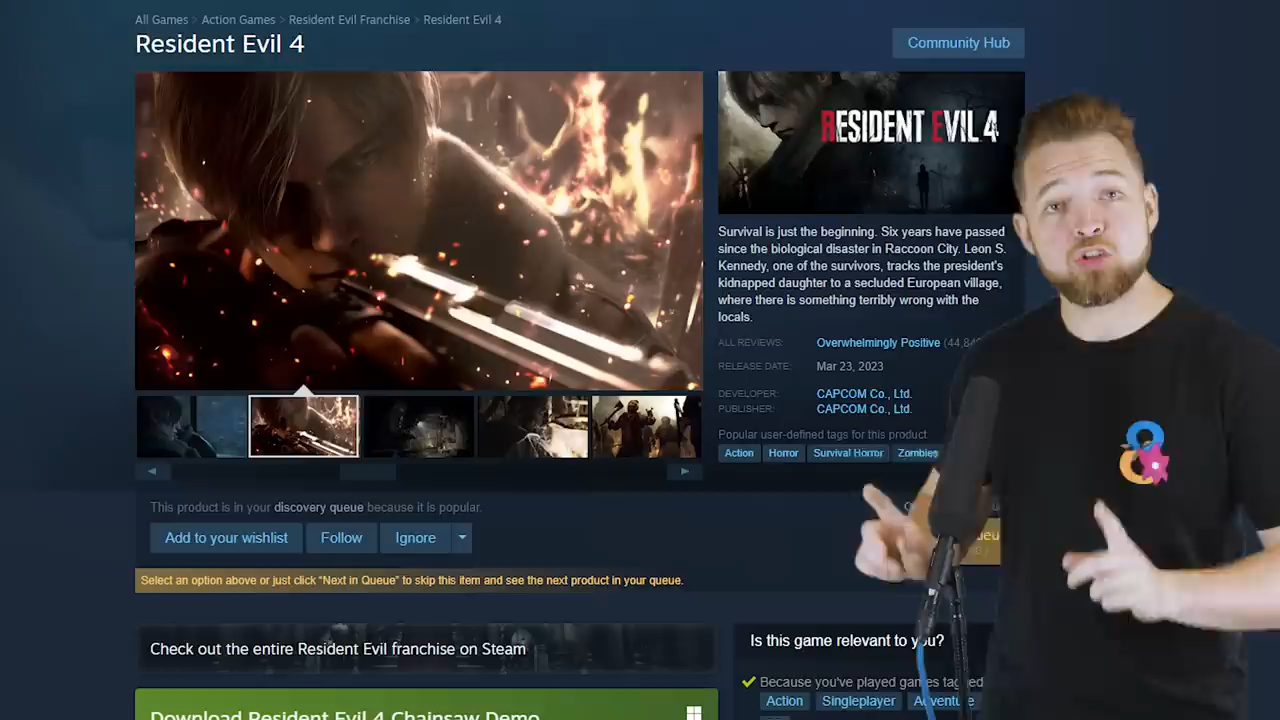 All Games > Action Games > Resident Evil Franchise > Resident Evil 4
Resident Evil 4
Community Hub
RESIDENT EVIL 4
Survival is just the beginning. Six years have passed
since the biological disaster in Raccoon City. Leon S.
Kennedy, one of the survivors, tracks the president's
kidnapped daughter to a secluded European village,
where there is something terribly wrong with the
locals.
ALL REVIEWS: Overwhelmingly Positive
RELEASE DATE: Mar 23, 2023
DEVELOPER: CAPCOM Co., Ltd.
PUBLISHER: CAPCOM Co., Ltd.
Popular user-defined tags for this product
Action Horror Survival Horror Zombies
This product is in your discovery queue because it is popular.
Add to your wishlist Follow Ignore
Select an option above or just click "Next in Queue" to skip this item and see the next product in your queue.
Check out the entire Resident Evil franchise on Steam
Is this game relevant to you?
Because you've played games tagged
Action Singleplayer Adventure
Download Resident Evil 4 Chainsaw Demo